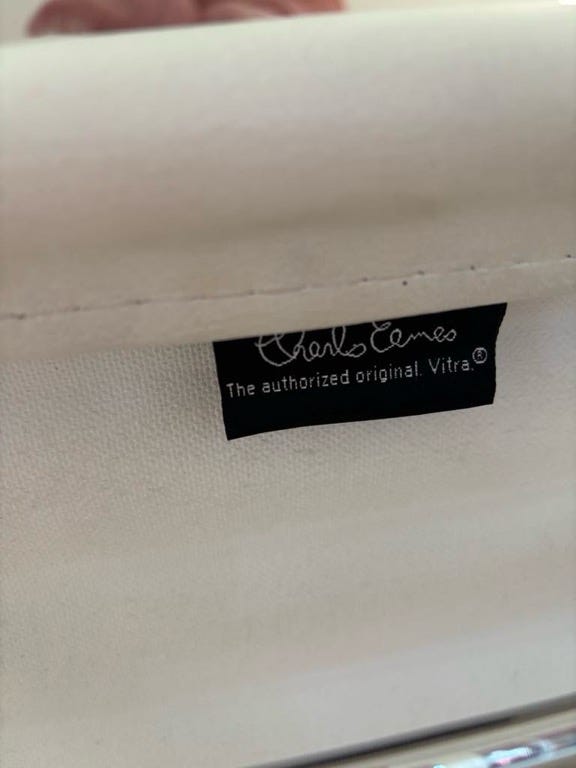 Charles Eames
The authorized original. Vitra.®